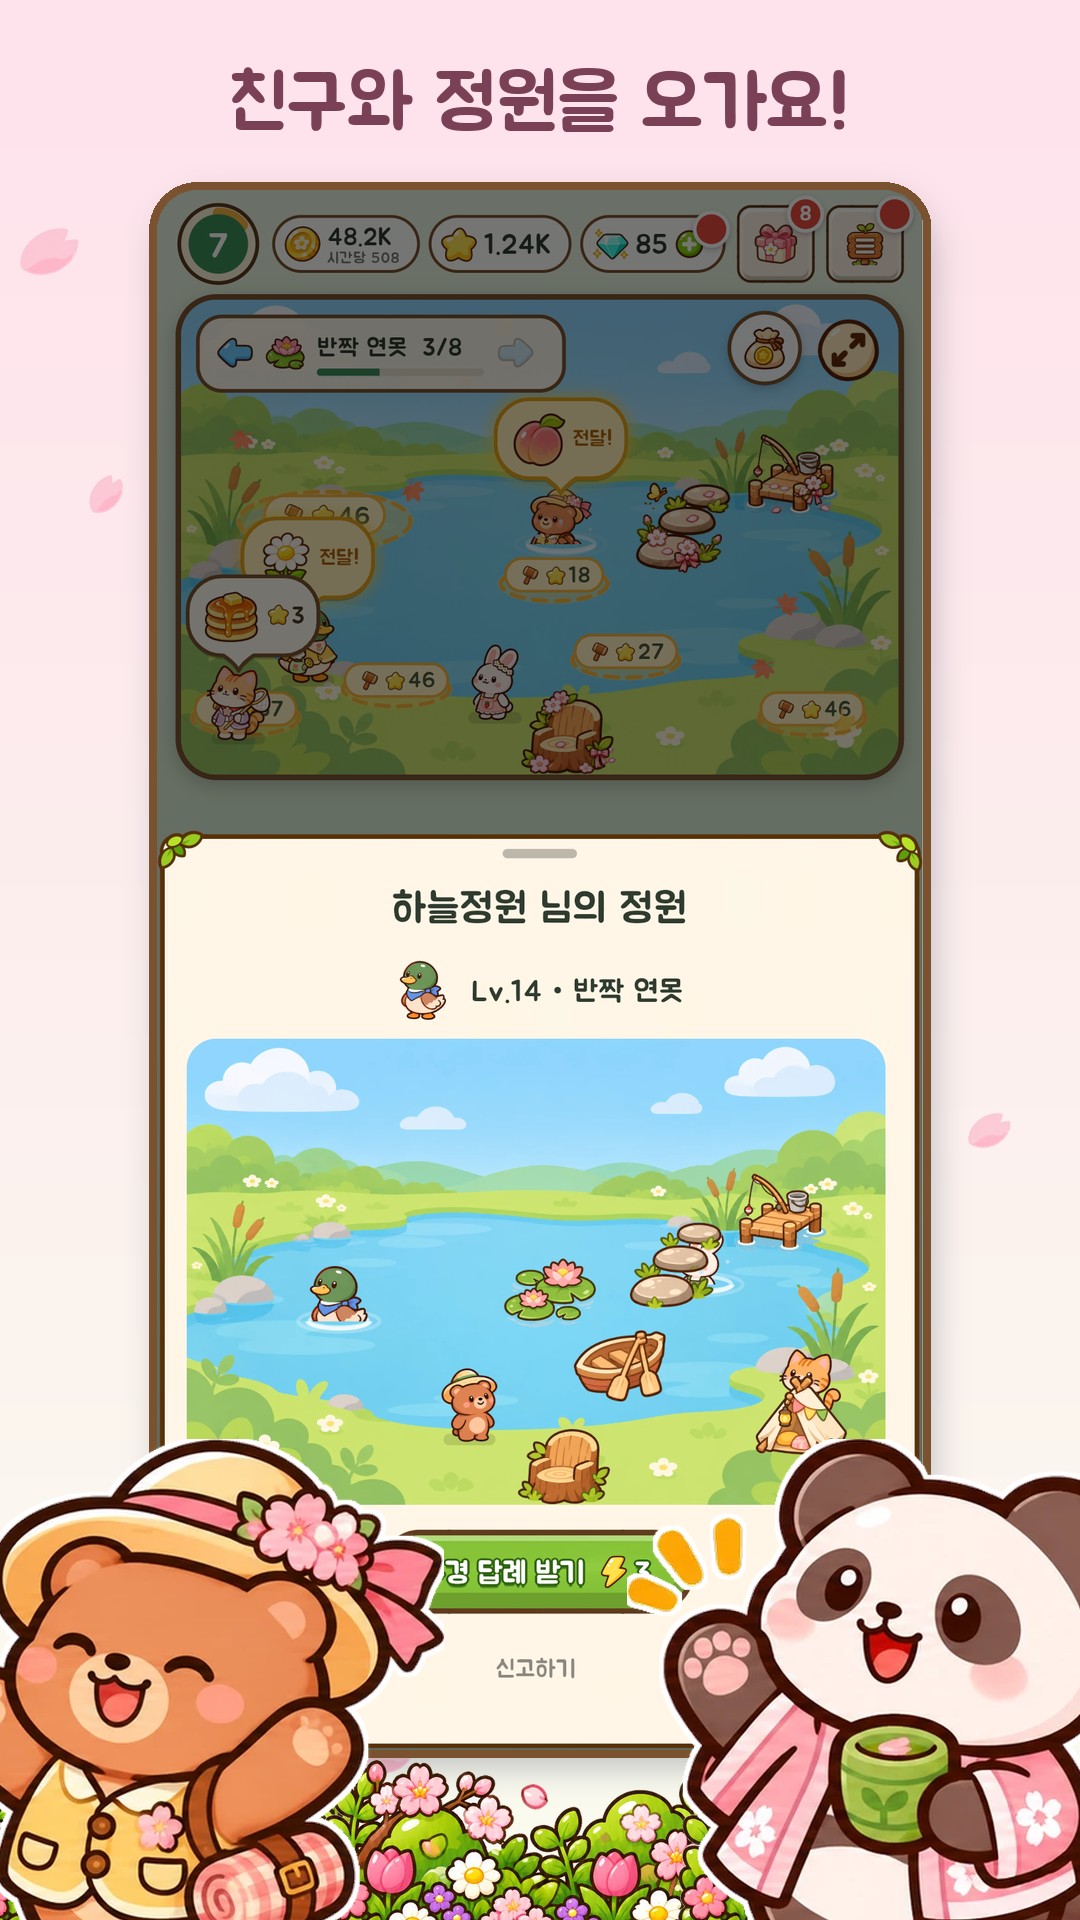 친구와 정원을 오가요!
7
48.2K
시간당 508
1.24K
85
8
반짝 연못 3/8
전달!
46
전달!
18
3
27
46
7
46
하늘정원 님의 정원
Lv.14 • 반짝 연못
경 답례 받기 3
신고하기